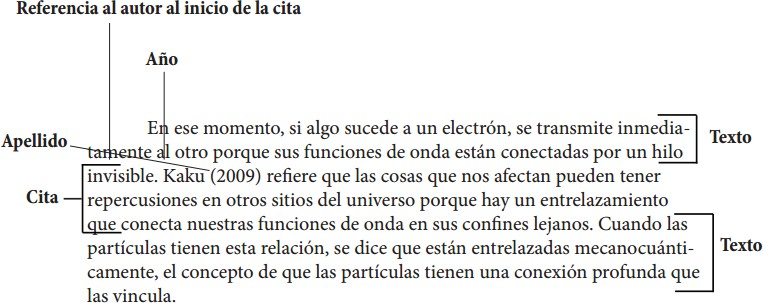 Referencia al autor al inicio de la cita
Año
Apellido
En ese momento, si algo sucede a un electrón, se transmite inmedia-
tamente al otro porque sus funciones de onda están conectadas por un hilo
invisible. Kaku (2009) refiere que las cosas que nos afectan pueden tener
repercusiones en otros sitios del universo porque hay un entrelazamiento
que conecta nuestras funciones de onda en sus confines lejanos. Cuando las
partículas tienen esta relación, se dice que están entrelazadas mecanocuánti-
camente, el concepto de que las partículas tienen una conexión profunda que
las vincula.
Texto
Cita
Texto